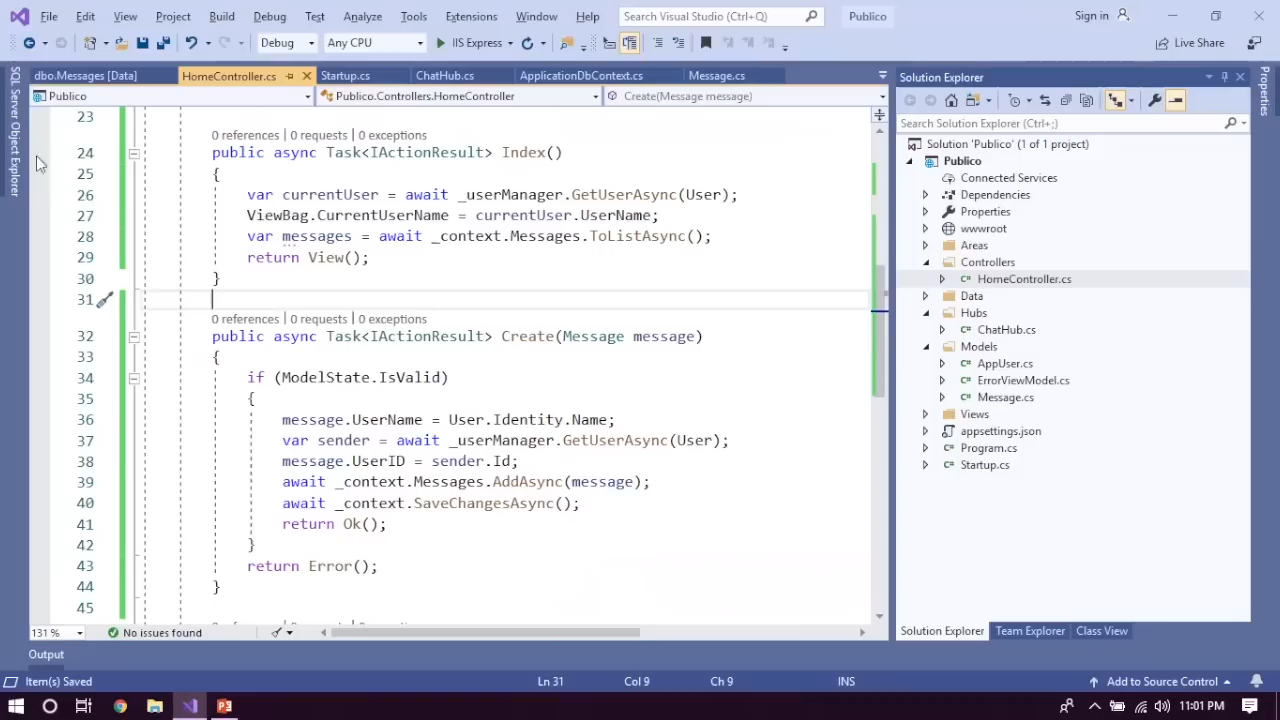 File Edit View Project Build Debug Test Analyze Tools Extensions Window Help Search Visual Studio (Ctrl+Q) Publico Sign in
Debug Any CPU IIS Express Live Share
dbo.Messages [Data] HomeController.cs Startup.cs ChatHub.cs ApplicationDbContext.cs Message.cs
Publico Publico.Controllers.HomeController Create(Message message)
SQL Server Object Explorer
23
0 references | 0 requests | 0 exceptions
24 public async Task<IActionResult> Index()
25 {
26 var currentUser = await _userManager.GetUserAsync(User);
27 ViewBag.CurrentUserName = currentUser.UserName;
28 var messages = await _context.Messages.ToListAsync();
29 return View();
30 }
31
0 references | 0 requests | 0 exceptions
32 public async Task<IActionResult> Create(Message message)
33 {
34 if (ModelState.IsValid)
35 {
36 message.UserName = User.Identity.Name;
37 var sender = await _userManager.GetUserAsync(User);
38 message.UserID = sender.Id;
39 await _context.Messages.AddAsync(message);
40 await _context.SaveChangesAsync();
41 return Ok();
42 }
43 return Error();
44 }
45
131 % No issues found
Output
Solution Explorer
Search Solution Explorer (Ctrl+;)
Solution 'Publico' (1 of 1 project)
Publico
Connected Services
Dependencies
Properties
wwwroot
Areas
Controllers
C# HomeController.cs
Data
Hubs
C# ChatHub.cs
Models
C# AppUser.cs
C# ErrorViewModel.cs
C# Message.cs
Views
appsettings.json
C# Program.cs
C# Startup.cs
Solution Explorer Team Explorer Class View
Properties
Item(s) Saved Ln 31 Col 9 Ch 9 INS Add to Source Control
11:01 PM